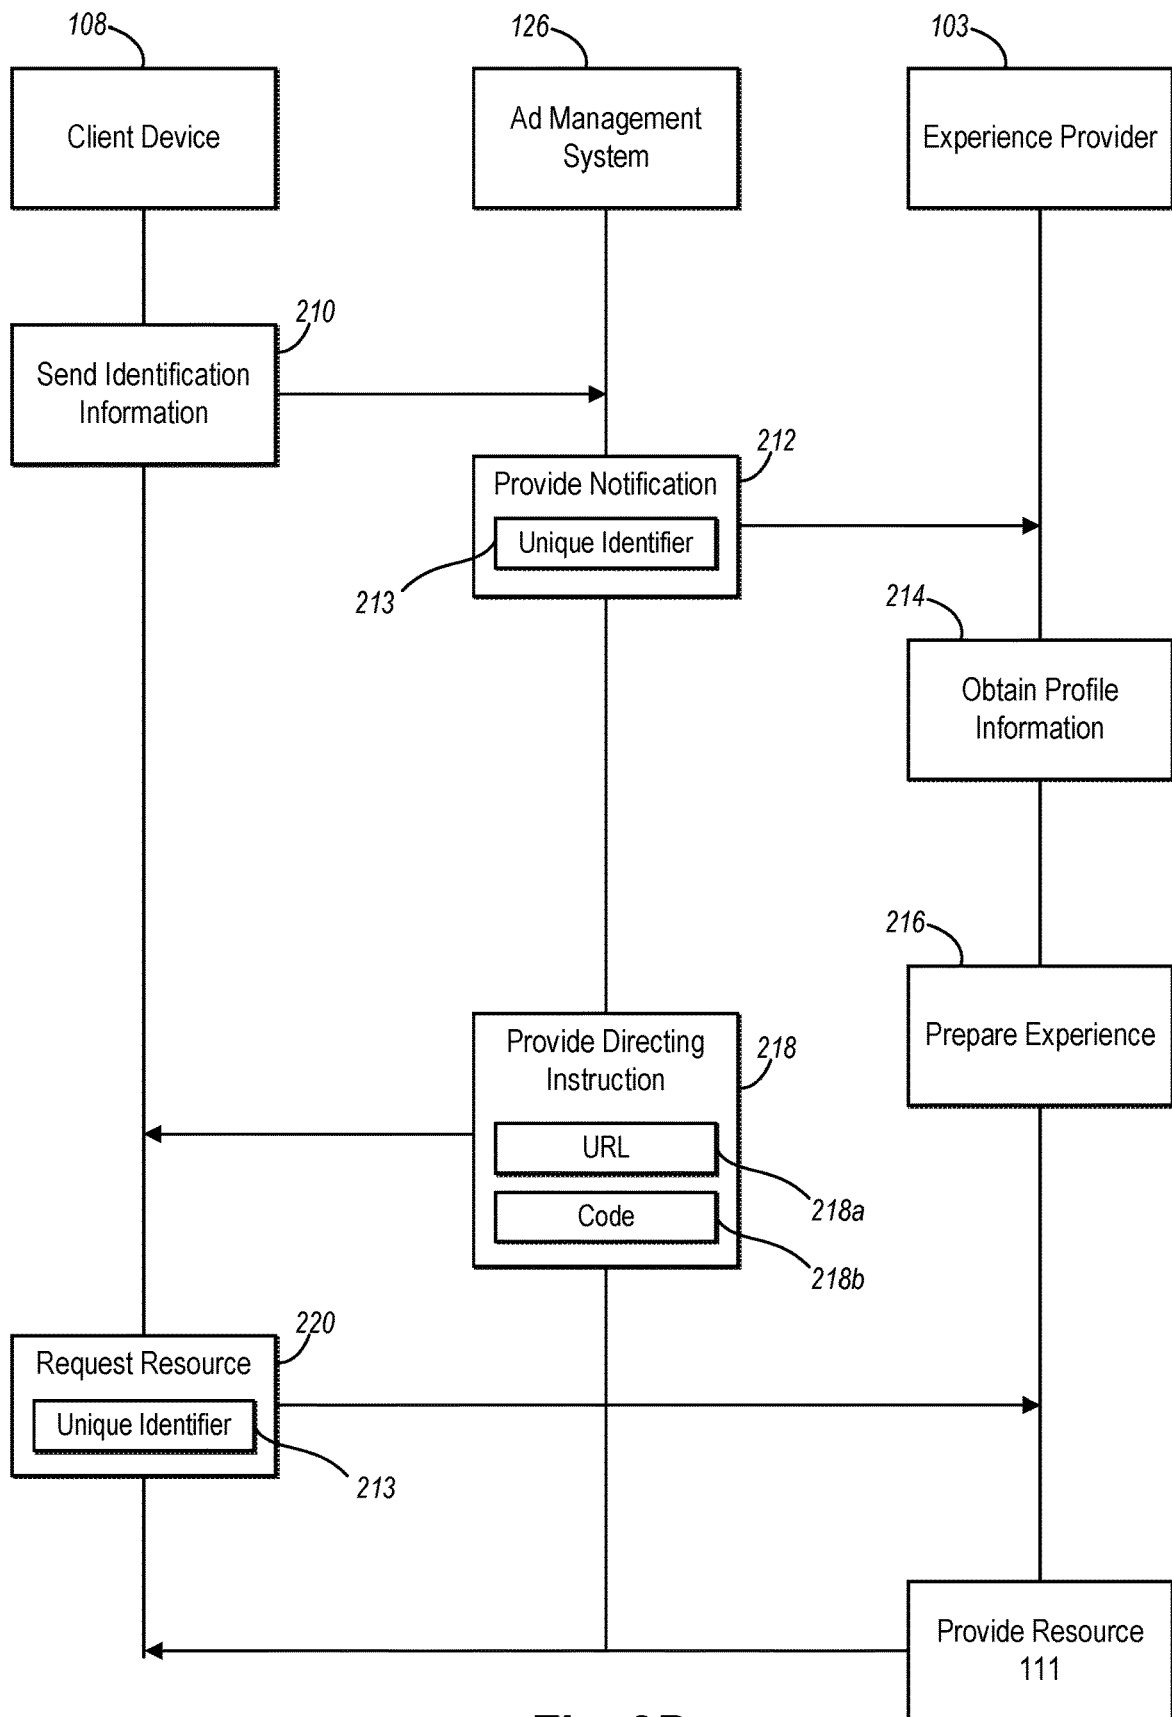 108
126
103
Client Device
Ad Management
System
Experience Provider
210
Send Identification
Information
212
Provide Notification
Unique Identifier
213
214
Obtain Profile
Information
216
Prepare Experience
Provide Directing
Instruction
218
URL
218a
Code
218b
220
Request Resource
Unique Identifier
213
Provide Resource
111